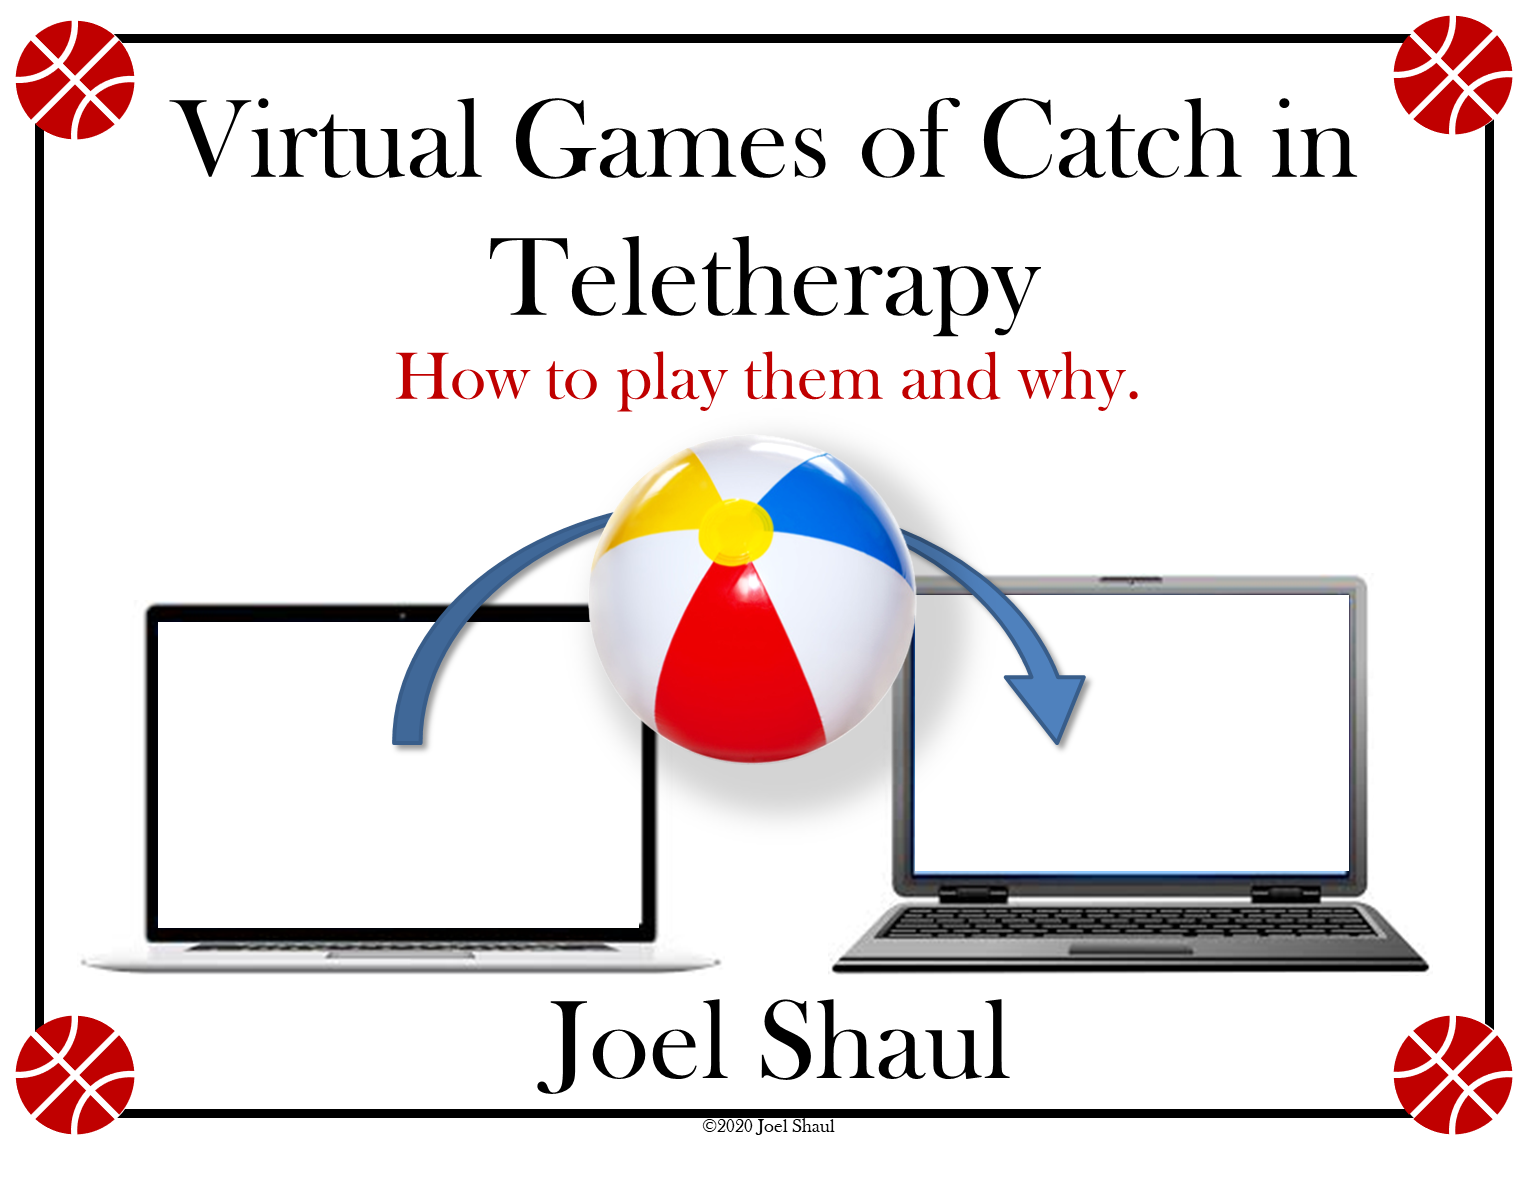 Virtual Games of Catch in
Teletherapy
How to play them and why.
Joel Shaul
©2020 Joel Shaul